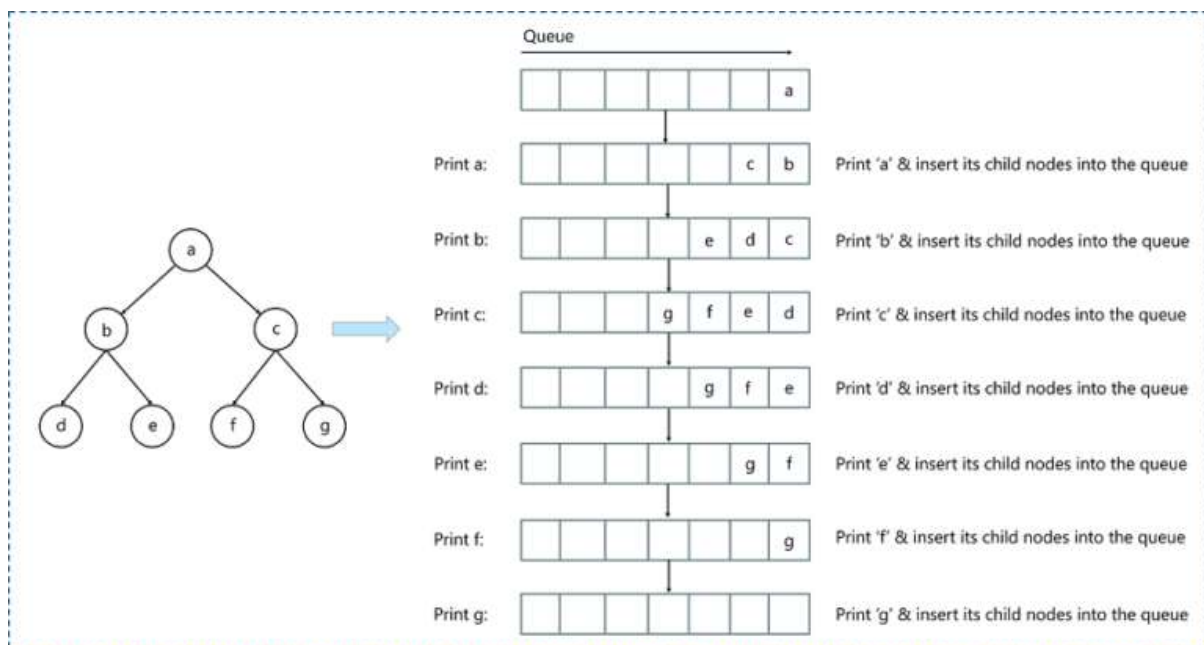 Queue
a
Print a: c b Print 'a' & insert its child nodes into the queue
Print b: e d c Print 'b' & insert its child nodes into the queue
Print c: g f e d Print 'c' & insert its child nodes into the queue
Print d: g f e Print 'd' & insert its child nodes into the queue
Print e: g f Print 'e' & insert its child nodes into the queue
Print f: g Print 'f' & insert its child nodes into the queue
Print g: Print 'g' & insert its child nodes into the queue
a
b c
d e f g